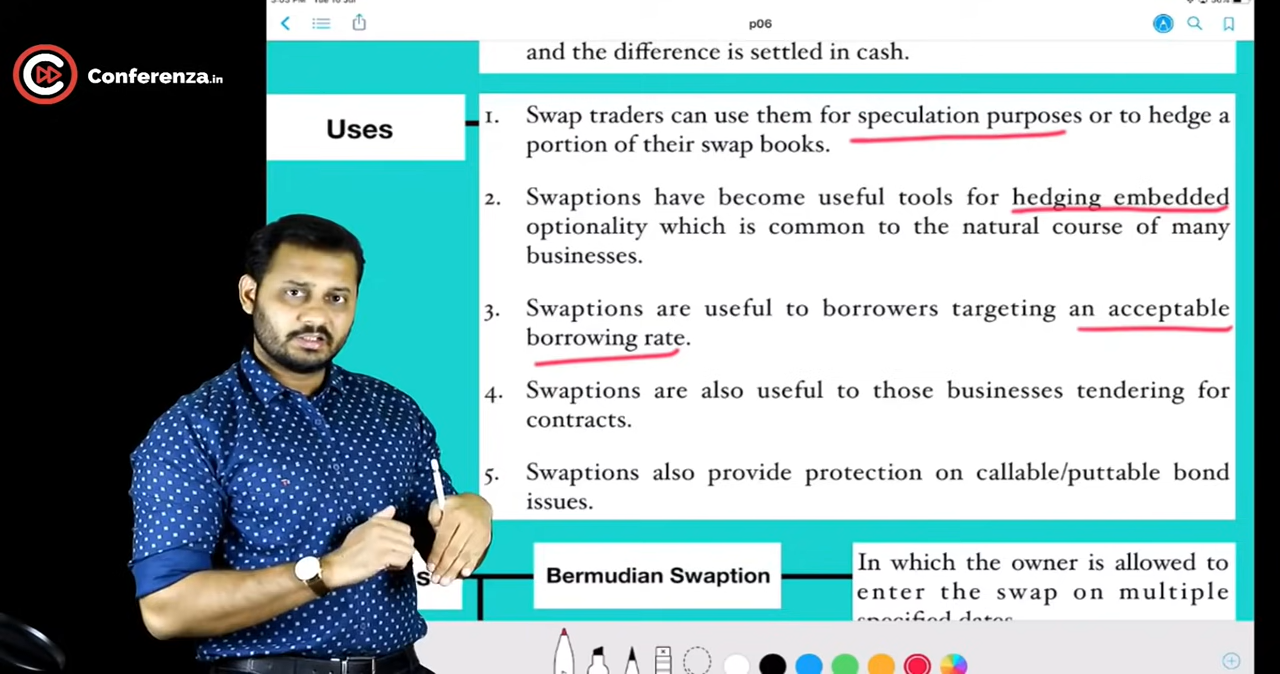 p06
Conferenza.in
and the difference is settled in cash.
Uses
1. Swap traders can use them for speculation purposes or to hedge a
portion of their swap books.
2. Swaptions have become useful tools for hedging embedded
optionality which is common to the natural course of many
businesses.
3. Swaptions are useful to borrowers targeting an acceptable
borrowing rate.
4. Swaptions are also useful to those businesses tendering for
contracts.
5. Swaptions also provide protection on callable/puttable bond
issues.
Bermudian Swaption
In which the owner is allowed to
enter the swap on multiple
specified dates